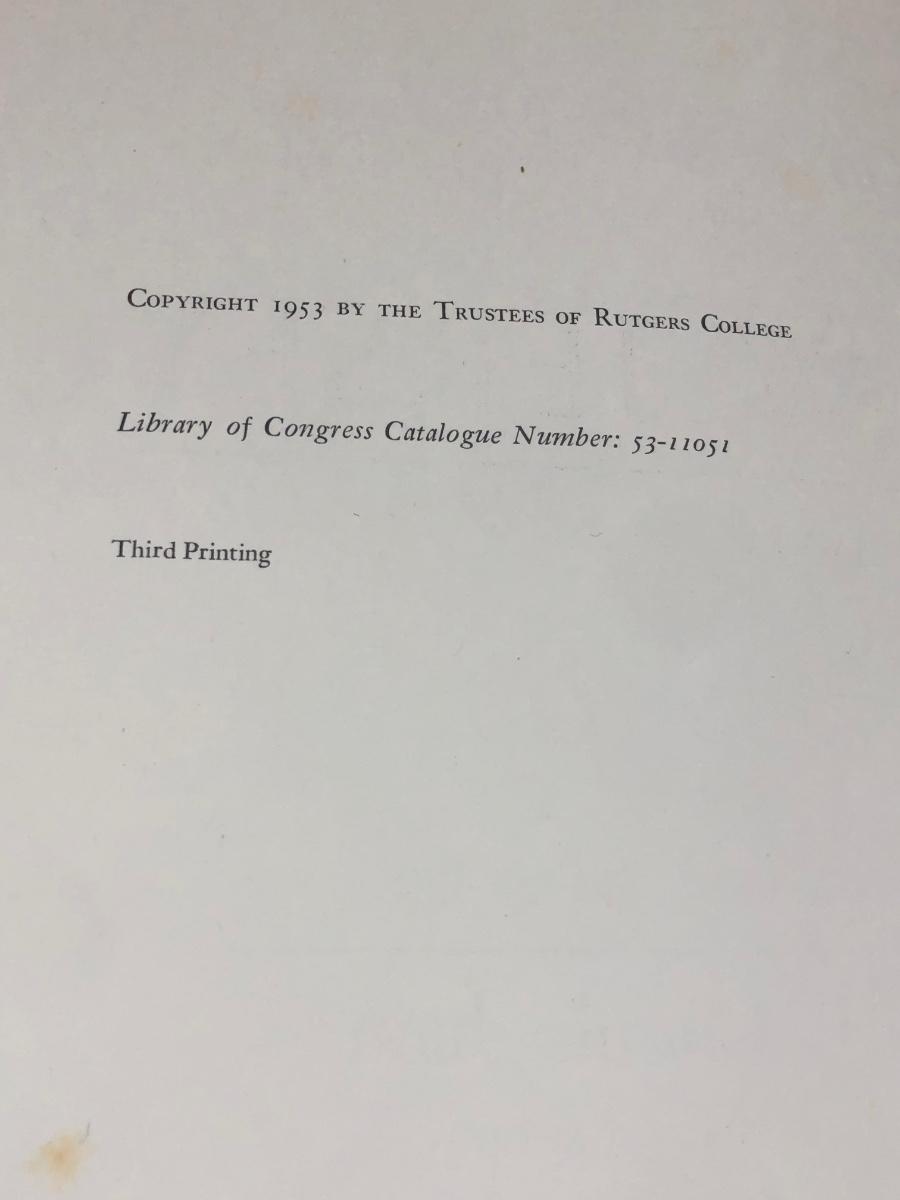 Copyright 1953 by the Trustees of Rutgers College
Library of Congress Catalogue Number: 53-11051
Third Printing